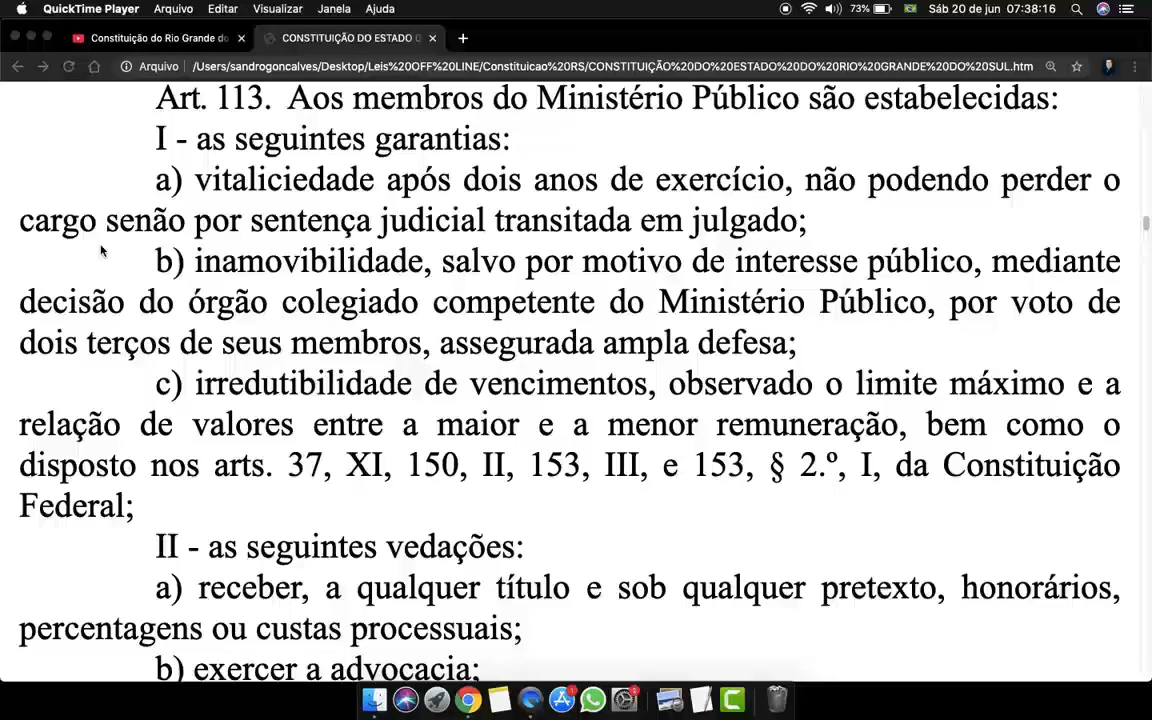 QuickTime Player Arquivo Editar Visualizar Janela Ajuda 73% Sáb 20 de jun 07:38:16
Constituição do Rio Grande do × CONSTITUIÇÃO DO ESTADO × +
Arquivo /Users/sandrogoncalves/Desktop/Leis%20OFF%20LINE/Constituicao%20RS/CONSTITUIÇÃO%20DO%20ESTADO%20DO%20RIO%20GRANDE%20DO%20SUL.htm
Art. 113. Aos membros do Ministério Público são estabelecidas:
I - as seguintes garantias:
a) vitaliciedade após dois anos de exercício, não podendo perder o
cargo senão por sentença judicial transitada em julgado;
b) inamovibilidade, salvo por motivo de interesse público, mediante
decisão do órgão colegiado competente do Ministério Público, por voto de
dois terços de seus membros, assegurada ampla defesa;
c) irredutibilidade de vencimentos, observado o limite máximo e a
relação de valores entre a maior e a menor remuneração, bem como o
disposto nos arts. 37, XI, 150, II, 153, III, e 153, § 2.º, I, da Constituição
Federal;
II - as seguintes vedações:
a) receber, a qualquer título e sob qualquer pretexto, honorários,
percentagens ou custas processuais;
b) exercer a advocacia;